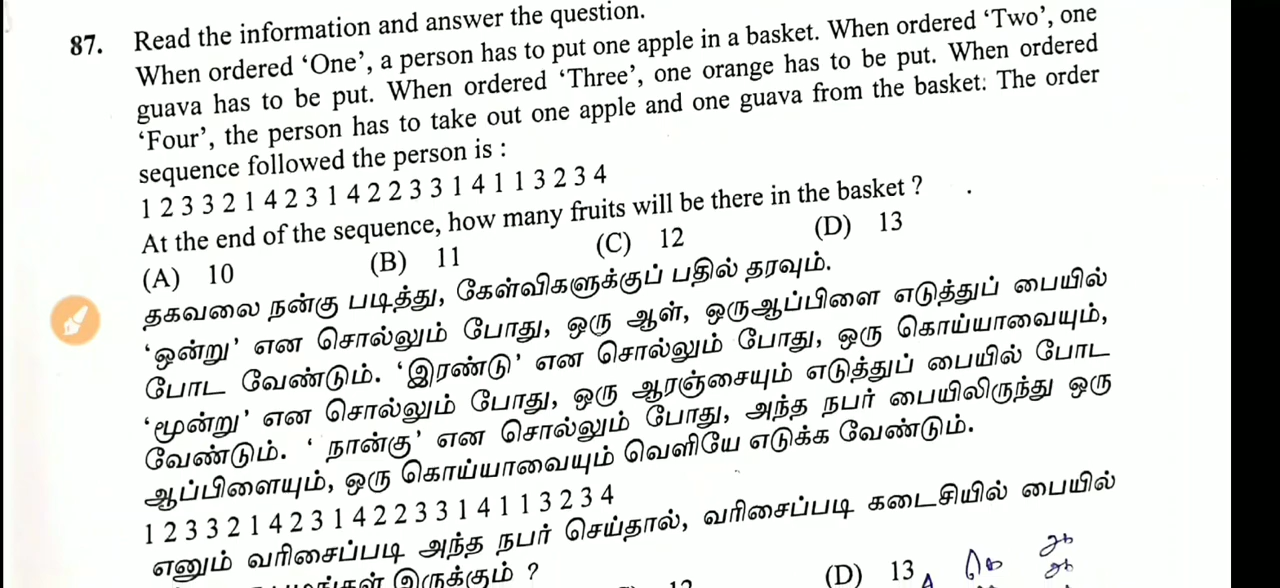 87. Read the information and answer the question.
When ordered ‘One’, a person has to put one apple in a basket. When ordered ‘Two’, one
guava has to be put. When ordered ‘Three’, one orange has to be put. When ordered
‘Four’, the person has to take out one apple and one guava from the basket: The order
sequence followed the person is :
1 2 3 3 2 1 4 2 3 1 4 2 2 3 3 1 4 1 1 3 2 3 4
At the end of the sequence, how many fruits will be there in the basket ?
(A) 10 (B) 11 (C) 12 (D) 13
தகவலை நன்கு படித்து, கேள்விகளுக்குப் பதில் தரவும்.
‘ஒன்று’ என சொல்லும் போது, ஒரு ஆள், ஒருஆப்பிளை எடுத்துப் பையில்
போட வேண்டும். ‘இரண்டு’ என சொல்லும் போது, ஒரு கொய்யாவையும்,
‘மூன்று’ என சொல்லும் போது, ஒரு ஆரஞ்சையும் எடுத்துப் பையில் போட
வேண்டும். ‘ நான்கு’ என சொல்லும் போது, அந்த நபர் பையிலிருந்து ஒரு
ஆப்பிளையும், ஒரு கொய்யாவையும் வெளியே எடுக்க வேண்டும்.
1 2 3 3 2 1 4 2 3 1 4 2 2 3 3 1 4 1 1 3 2 3 4
எனும் வரிசைப்படி அந்த நபர் செய்தால், வரிசைப்படி கடைசியில் பையில்
இருக்கும் ?
(D) 13